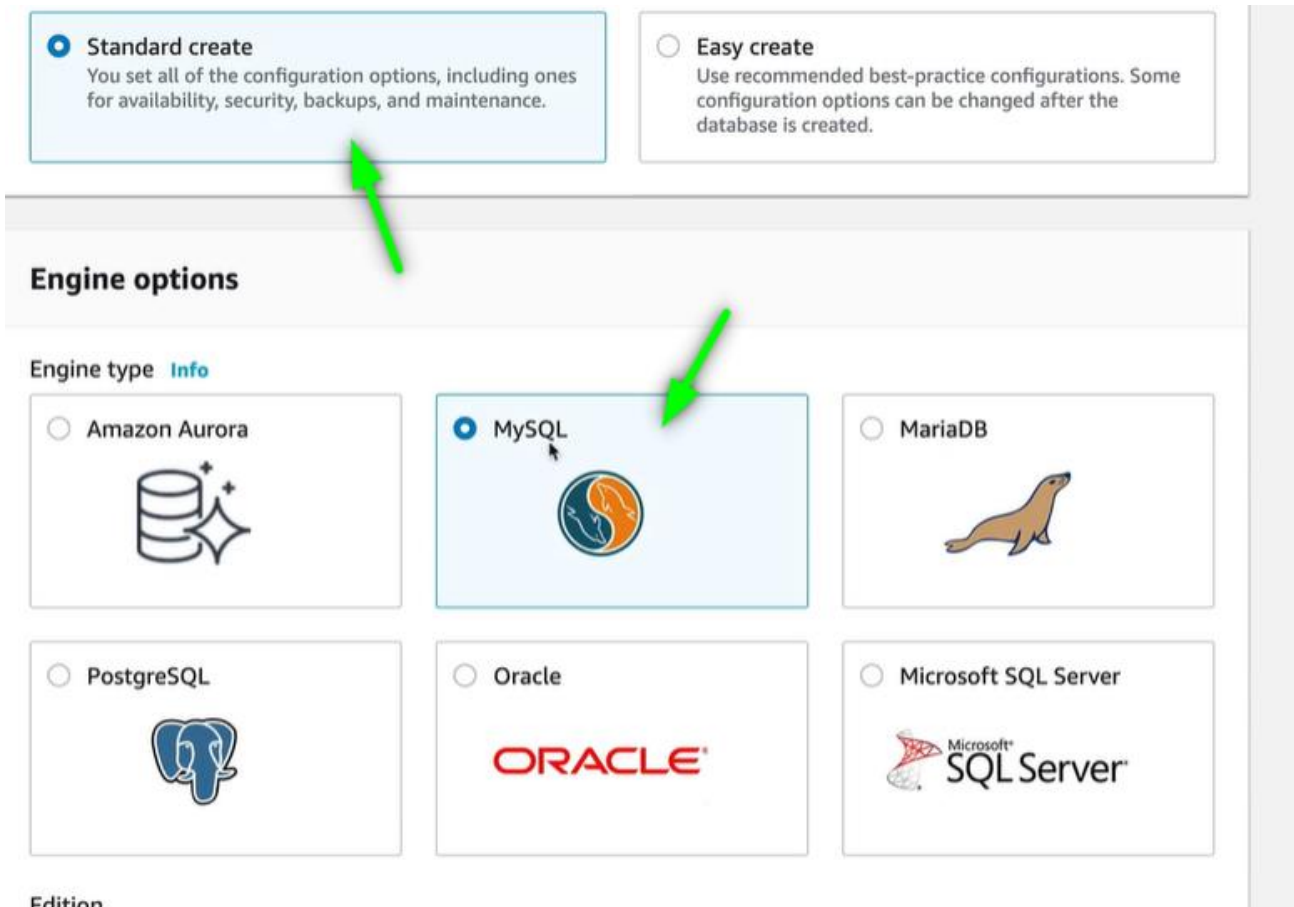 Standard create
You set all of the configuration options, including ones
for availability, security, backups, and maintenance.
Easy create
Use recommended best-practice configurations. Some
configuration options can be changed after the
database is created.
Engine options
Engine type Info
Amazon Aurora
MySQL
MariaDB
PostgreSQL
Oracle
ORACLE
Microsoft SQL Server
Microsoft
SQL Server
Edition